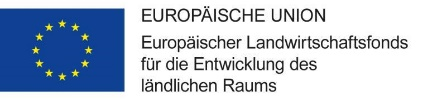 EUROPÄISCHE UNION
Europäischer Landwirtschaftsfonds
für die Entwicklung des
ländlichen Raums